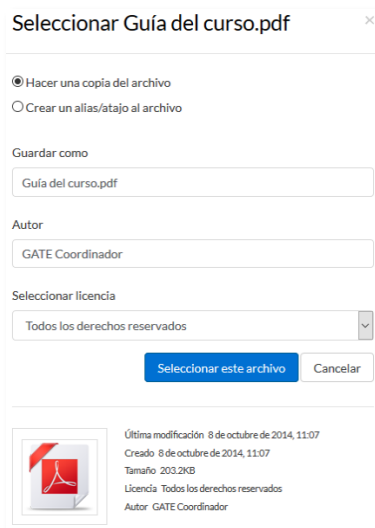 Seleccionar Guía del curso.pdf
×
Hacer una copia del archivo
Crear un alias/atajo al archivo
Guardar como
Guía del curso.pdf
Autor
GATE Coordinador
Seleccionar licencia
Todos los derechos reservados
Seleccionar este archivo Cancelar
Última modificación 8 de octubre de 2014, 11:07
Creado 8 de octubre de 2014, 11:07
Tamaño 203.2KB
Licencia Todos los derechos reservados
Autor GATE Coordinador